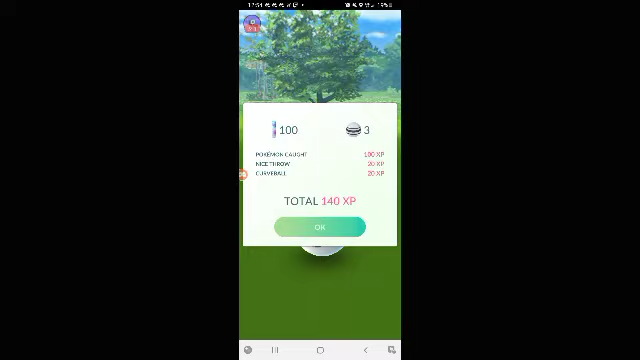 100
3
POKÉMON CAUGHT 100 XP
NICE THROW 20 XP
CURVEBALL 20 XP
TOTAL 140 XP
OK